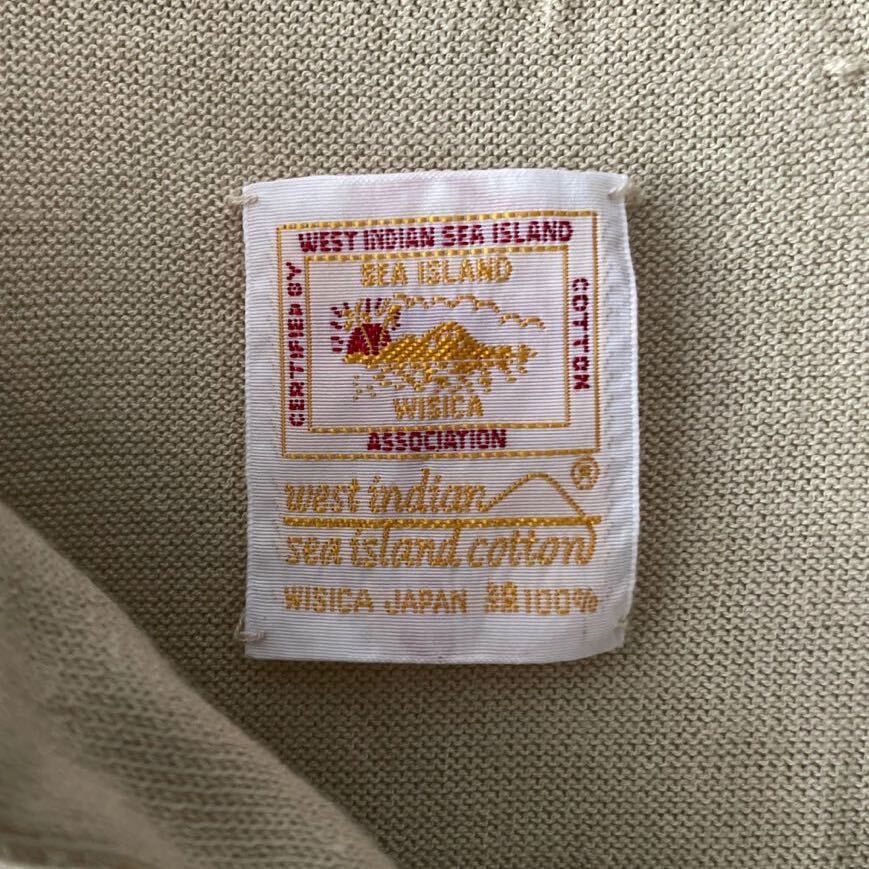 WEST INDIAN SEA ISLAND
CERTIFIED BY
COTTON
SEA ISLAND
WISICA
ASSOCIATION
west indian ®
sea island cotton
WISICA JAPAN 綿100%